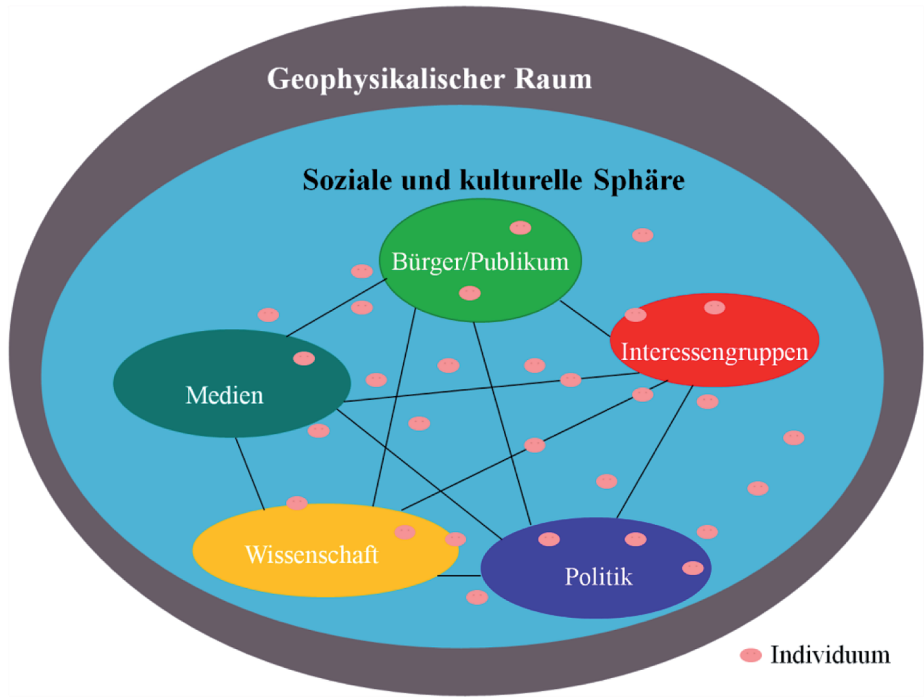 Geophysikalischer Raum
Soziale und kulturelle Sphäre
Bürger/Publikum
Interessengruppen
Medien
Wissenschaft
Politik
Individuum